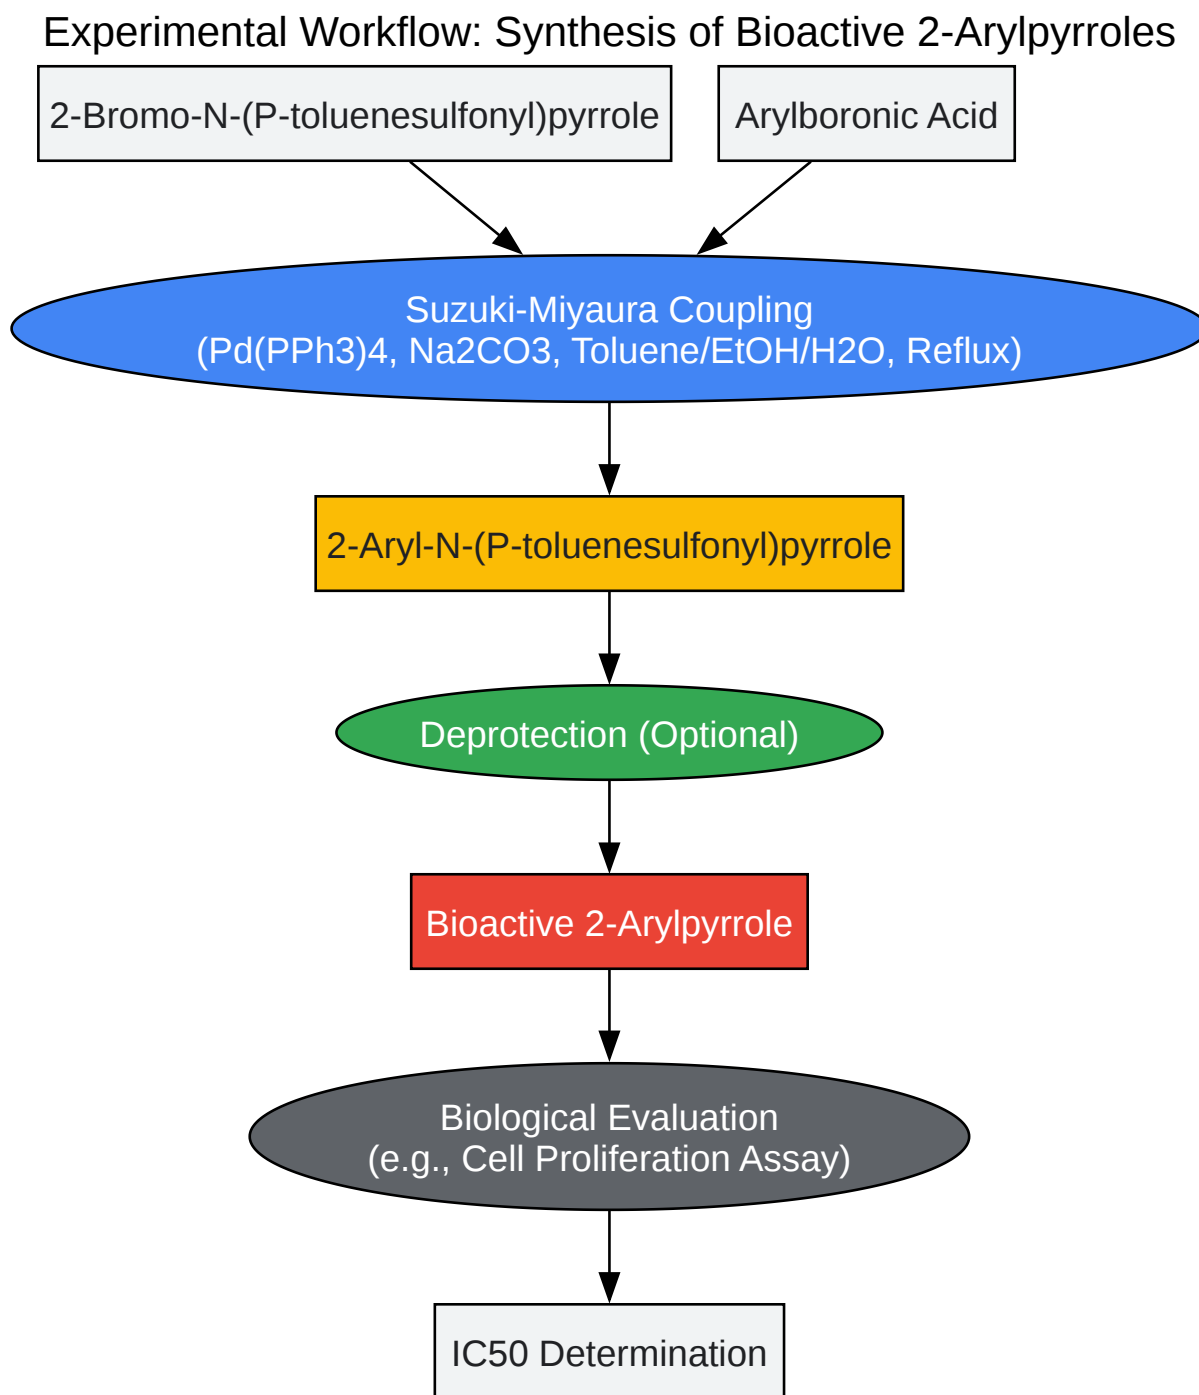 Experimental Workflow: Synthesis of Bioactive 2-Arylpyrroles
2-Bromo-N-(P-toluenesulfonyl)pyrrole
Arylboronic Acid
Suzuki-Miyaura Coupling
(Pd(PPh3)4, Na2CO3, Toluene/EtOH/H2O, Reflux)
2-Aryl-N-(P-toluenesulfonyl)pyrrole
Deprotection (Optional)
Bioactive 2-Arylpyrrole
Biological Evaluation
(e.g., Cell Proliferation Assay)
IC50 Determination